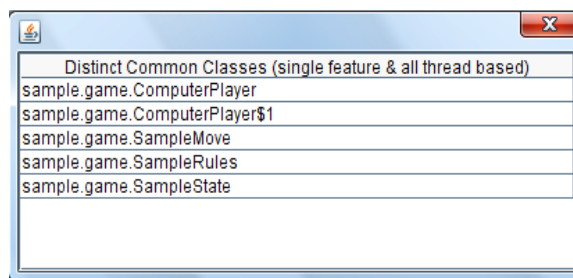 Distinct Common Classes (single feature & all thread based)
sample.game.ComputerPlayer
sample.game.ComputerPlayer$1
sample.game.SampleMove
sample.game.SampleRules
sample.game.SampleState